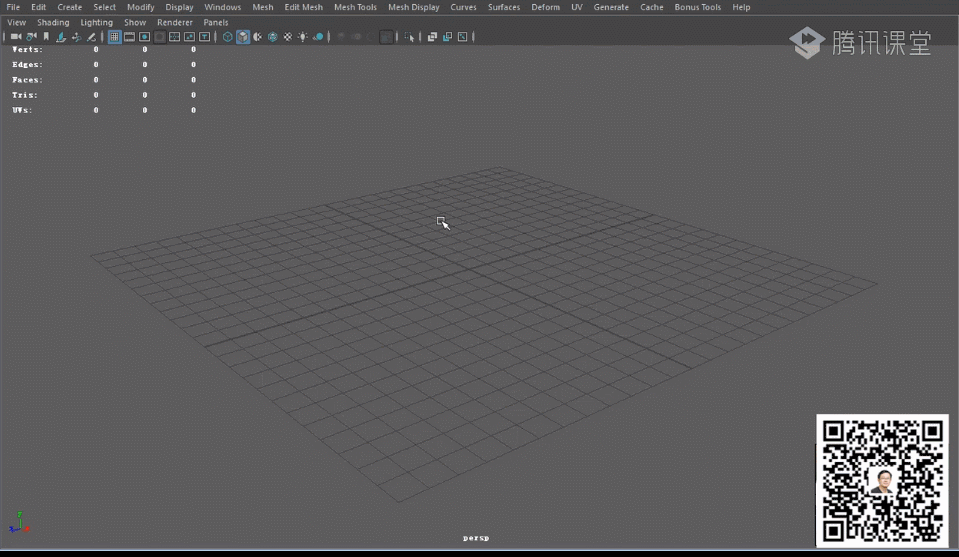 File Edit Create Select Modify Display Windows Mesh Edit Mesh Mesh Tools Mesh Display Curves Surfaces Deform UV Generate Cache Bonus Tools Help
View Shading Lighting Show Renderer Panels
腾讯课堂
Verts: 0 0 0
Edges: 0 0 0
Faces: 0 0 0
Tris: 0 0 0
UVs: 0 0 0
persp